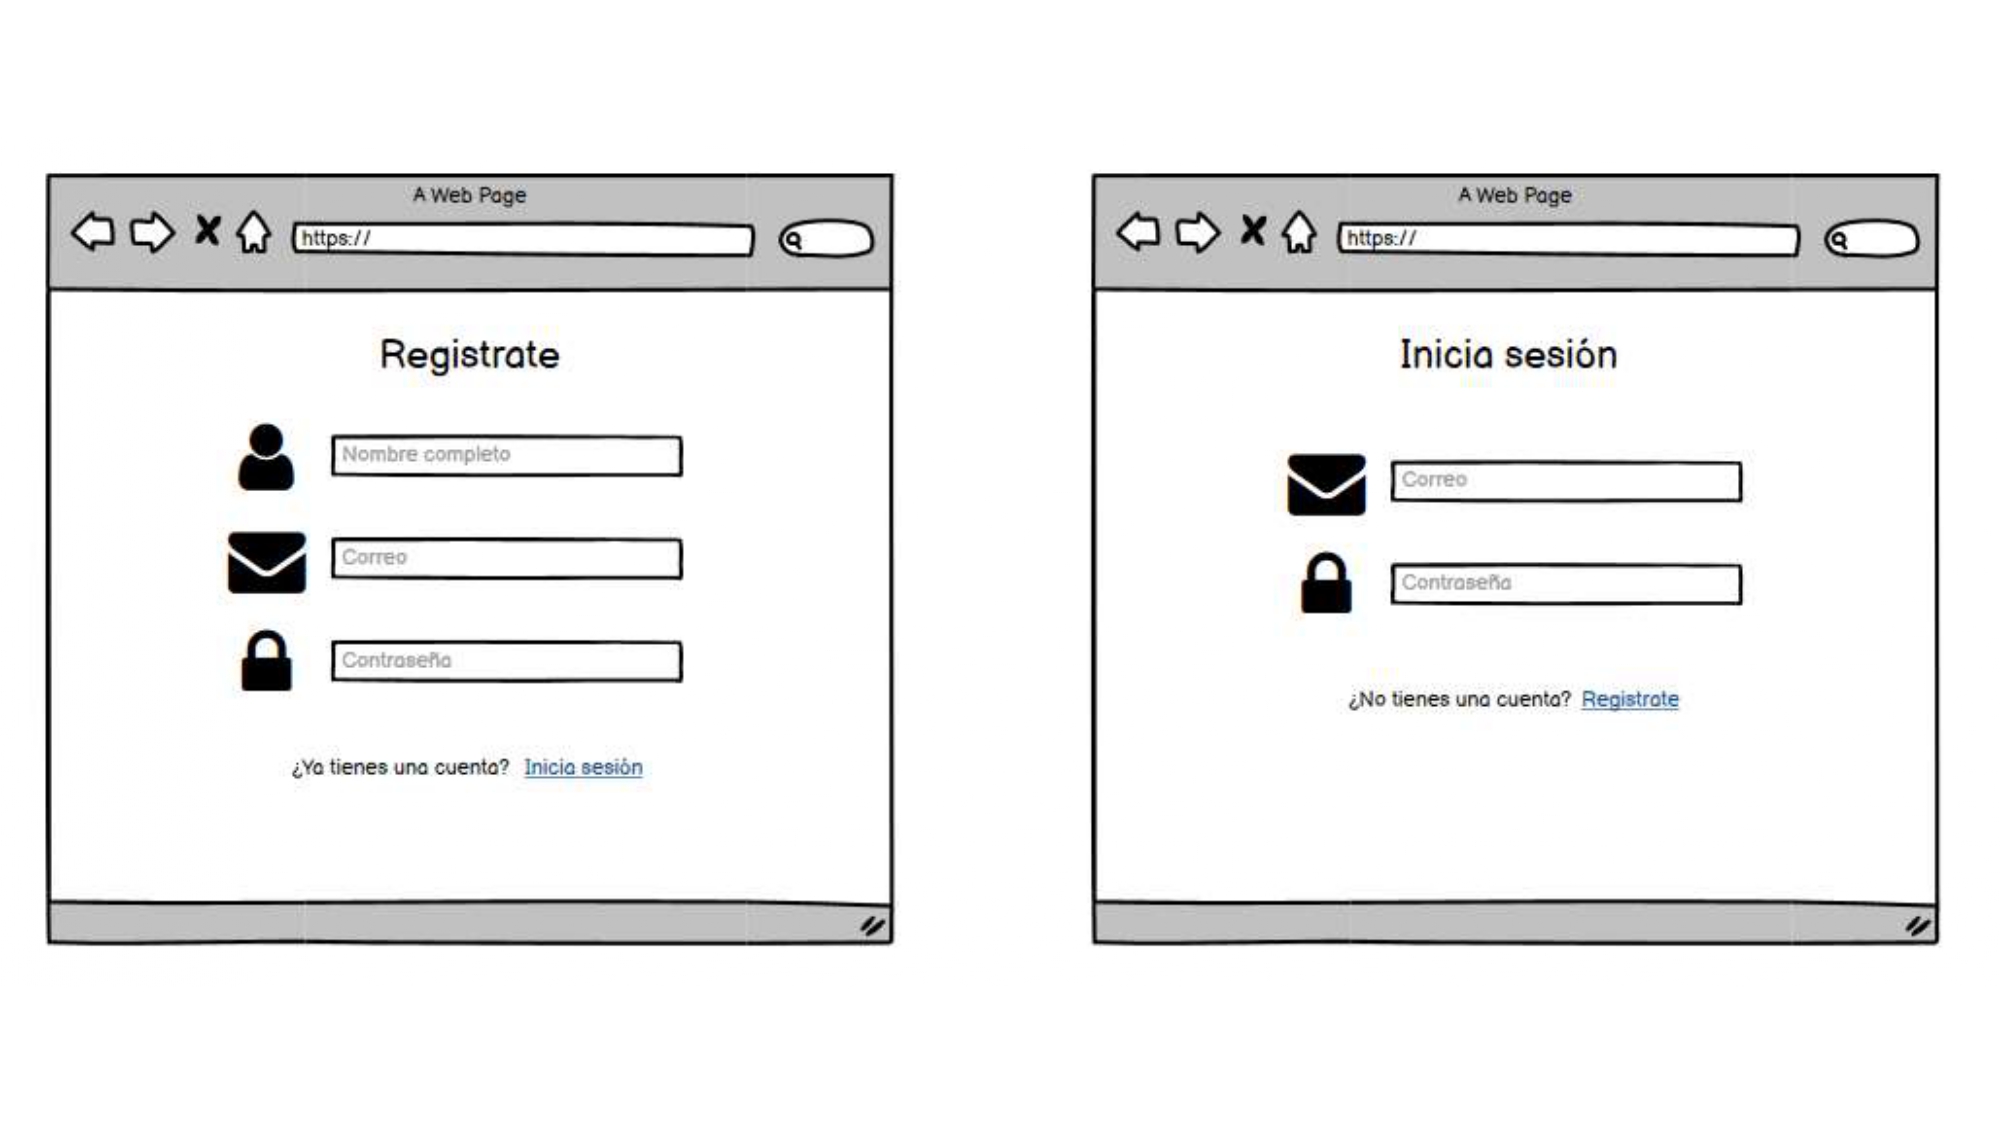 A Web Page
https://
Registrate
Nombre completo
Correo
Contraseña
¿Ya tienes una cuenta? Inicia sesión
A Web Page
https://
Inicia sesión
Correo
Contraseña
¿No tienes una cuenta? Registrate